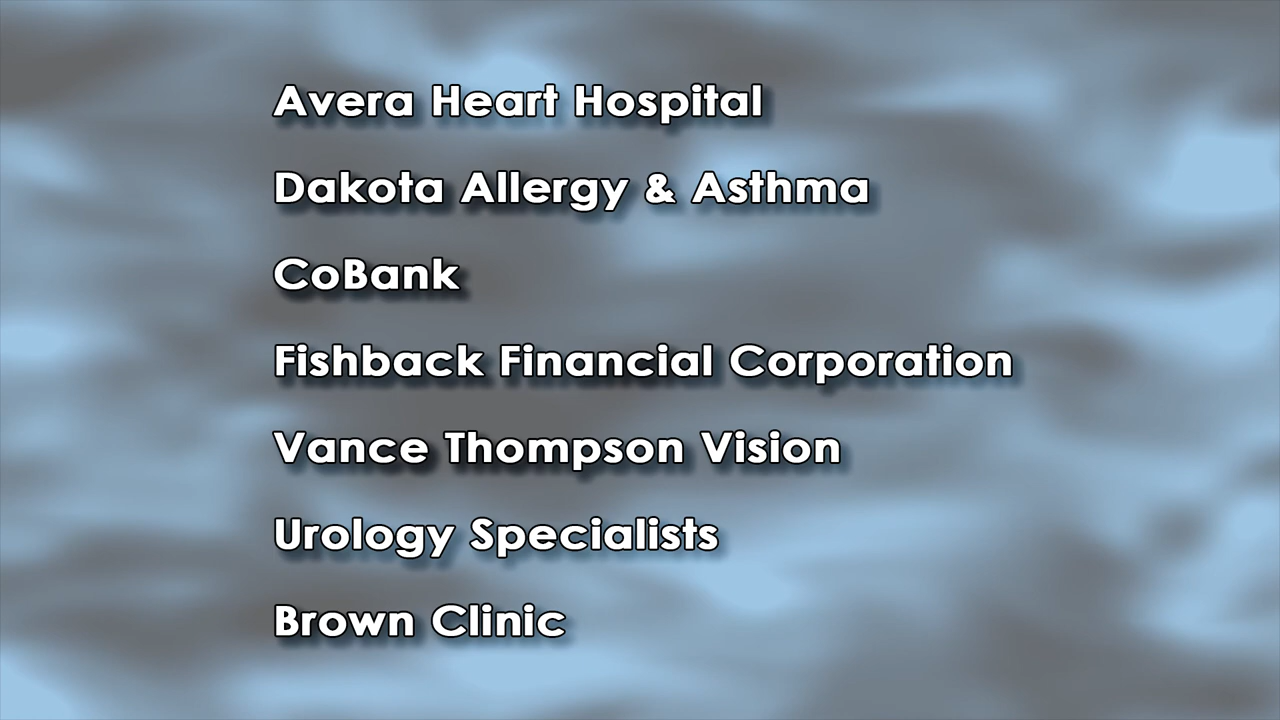 Avera Heart Hospital
Dakota Allergy & Asthma
CoBank
Fishback Financial Corporation
Vance Thompson Vision
Urology Specialists
Brown Clinic